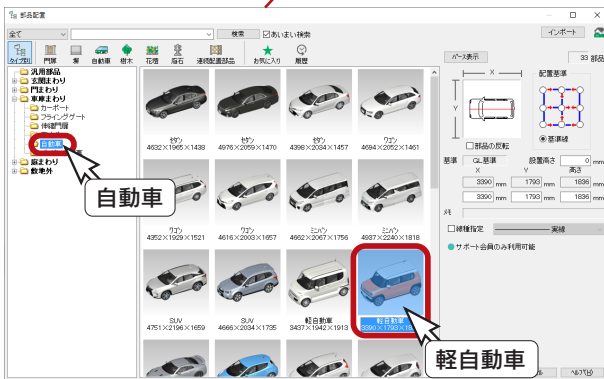 部品配置
全て
検索
あいまい検索
インポート
タイプ別
門扉
塀
自動車
樹木
花壇
庭石
連続配置部品
お気に入り
履歴
パース表示
33 部品
汎用部品
玄関まわり
門まわり
車庫まわり
カーポート
フライングゲート
伸縮門扉
自動車
庭まわり
敷地外
自動車
セダン
4632×1965×1438
セダン
4976×2059×1470
セダン
4398×2034×1457
ワゴン
4694×2052×1461
ワゴン
4352×1929×1521
ワゴン
4616×2003×1657
ミニバン
4662×2067×1756
ミニバン
4937×2240×1818
SUV
4751×2196×1659
SUV
4666×2034×1735
軽自動車
3437×1942×1913
軽自動車
3390×1793×18
軽自動車
X
Y
配置基準
部品の反転
基準線
基準
GL基準
設置高さ
0 mm
X
Y
高さ
3390 mm
1793 mm
1836 mm
3390 mm
1793 mm
1836 mm
メモ
線種指定
実線
サポート会員のみ利用可能
ヘルプ(H)